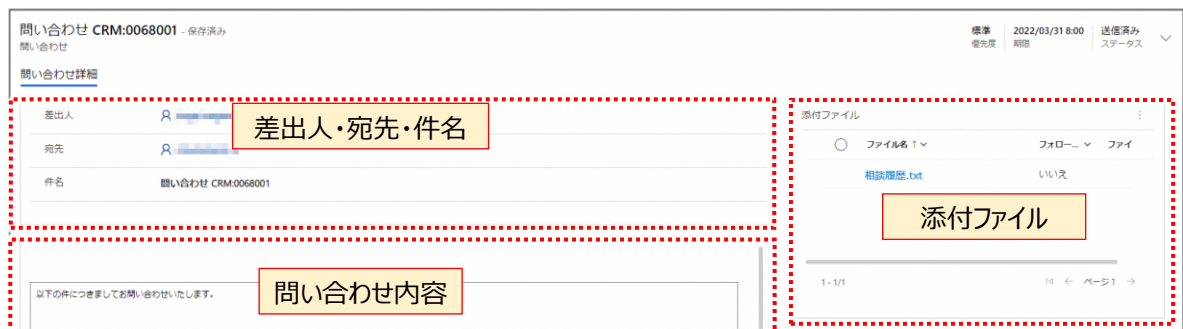 問い合わせ CRM:0068001 - 保存済み
問い合わせ
標準
優先度
2022/03/31 8:00
期限
送信済み
ステータス
問い合わせ詳細
差出人
宛先
件名 問い合わせ CRM:0068001
差出人・宛先・件名
添付ファイル
ファイル名 ↑ フォロー... ファイ
相談履歴.txt いいえ
添付ファイル
1 - 1/1 ページ 1
以下の件につきましてお問い合わせいたします。
問い合わせ内容